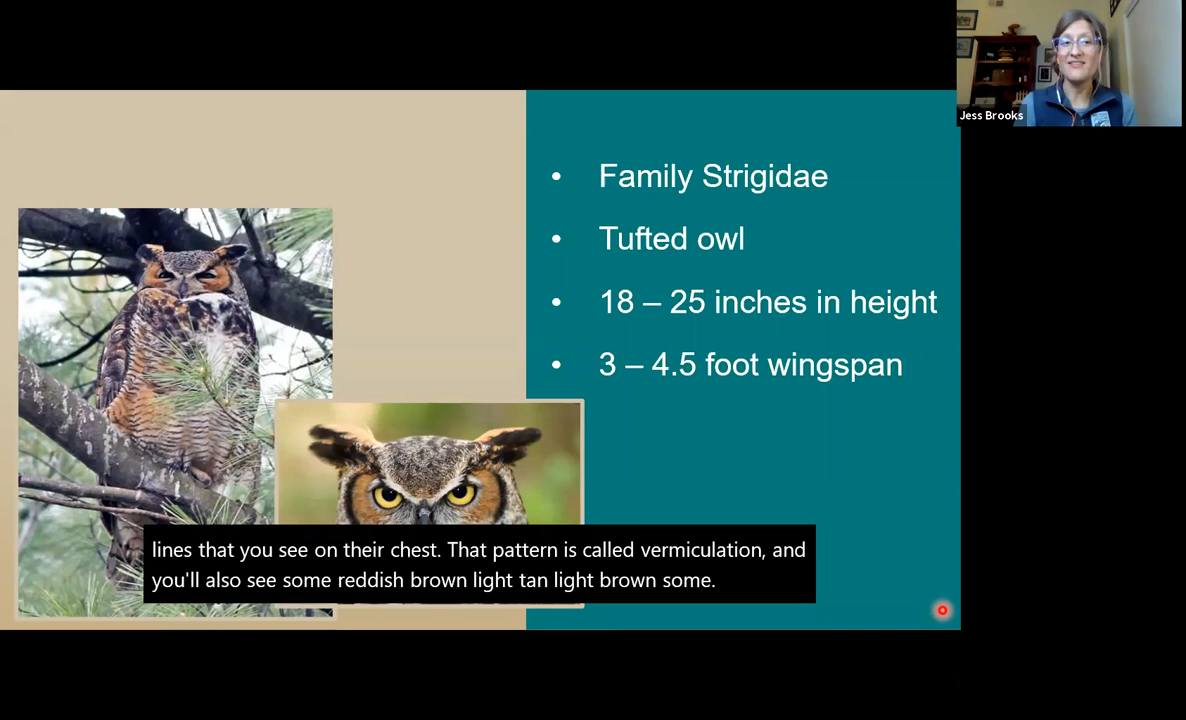 Jess Brooks
• Family Strigidae
• Tufted owl
• 18 – 25 inches in height
• 3 – 4.5 foot wingspan
lines that you see on their chest. That pattern is called vermiculation, and
you'll also see some reddish brown light tan light brown some.